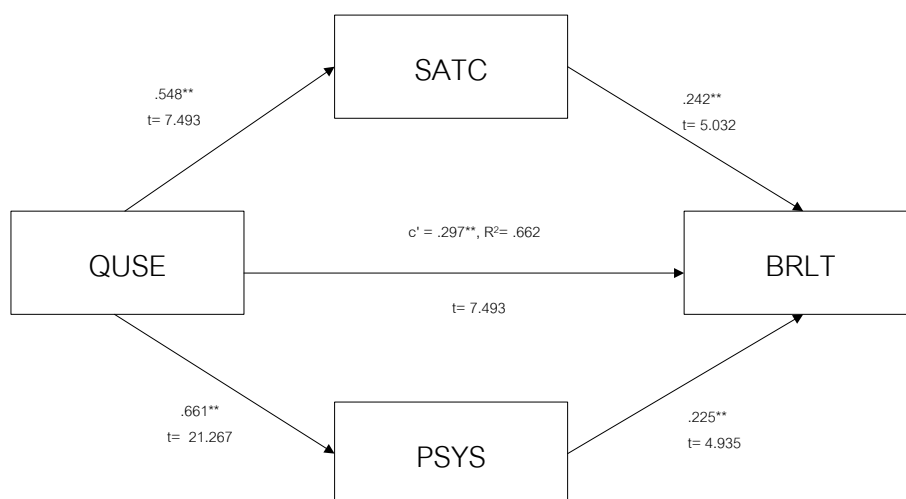 SATC
.548**
t= 7.493
.242**
t= 5.032
c' = .297**, R²= .662
QUSE
BRLT
t= 7.493
.661**
t= 21.267
.225**
t= 4.935
PSYS